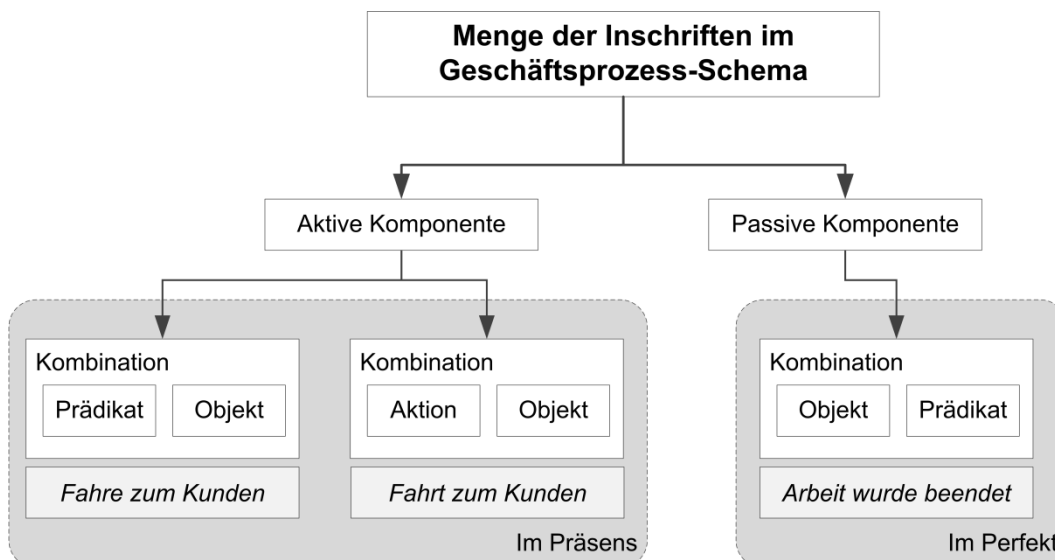 Menge der Inschriften im
Geschäftsprozess-Schema
Aktive Komponente
Passive Komponente
Kombination
Prädikat
Objekt
Fahre zum Kunden
Kombination
Aktion
Objekt
Fahrt zum Kunden
Im Präsens
Kombination
Objekt
Prädikat
Arbeit wurde beendet
Im Perfekt